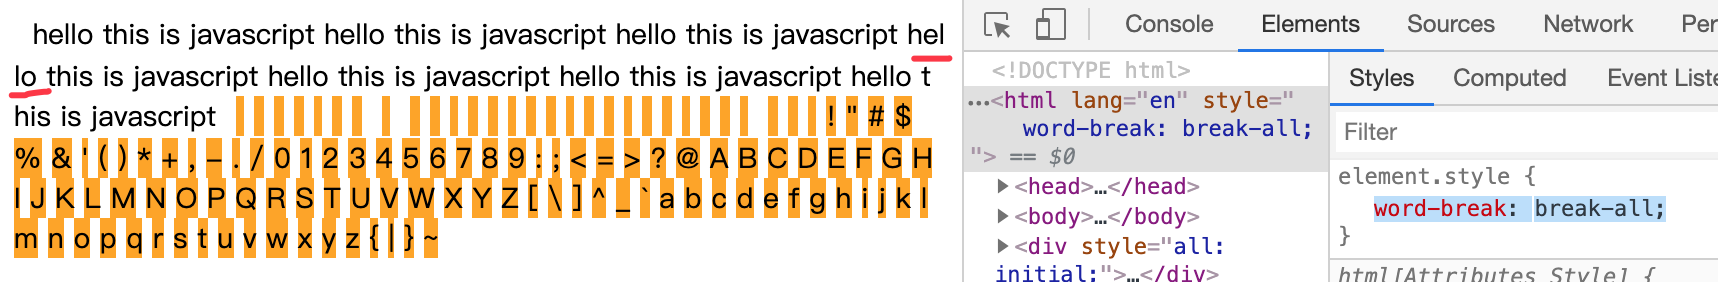 hello this is javascript hello this is javascript hello this is javascript hel
lo this is javascript hello this is javascript hello this is javascript hello t
his is javascript ! " # $
% & ' ( ) * + , - . / 0 1 2 3 4 5 6 7 8 9 : ; < = > ? @ A B C D E F G H
I J K L M N O P Q R S T U V W X Y Z [ \ ] ^ _ ` a b c d e f g h i j k l
m n o p q r s t u v w x y z { | } ~
Console Elements Sources Network Per
<!DOCTYPE html>
…<html lang="en" style="
word-break: break-all;
"> == $0
▶<head>…</head>
▶<body>…</body>
▶<div style="all:
initial;">…</div>
Styles Computed Event Liste
Filter
element.style {
word-break: break-all;
}
html[Attributes Style] {